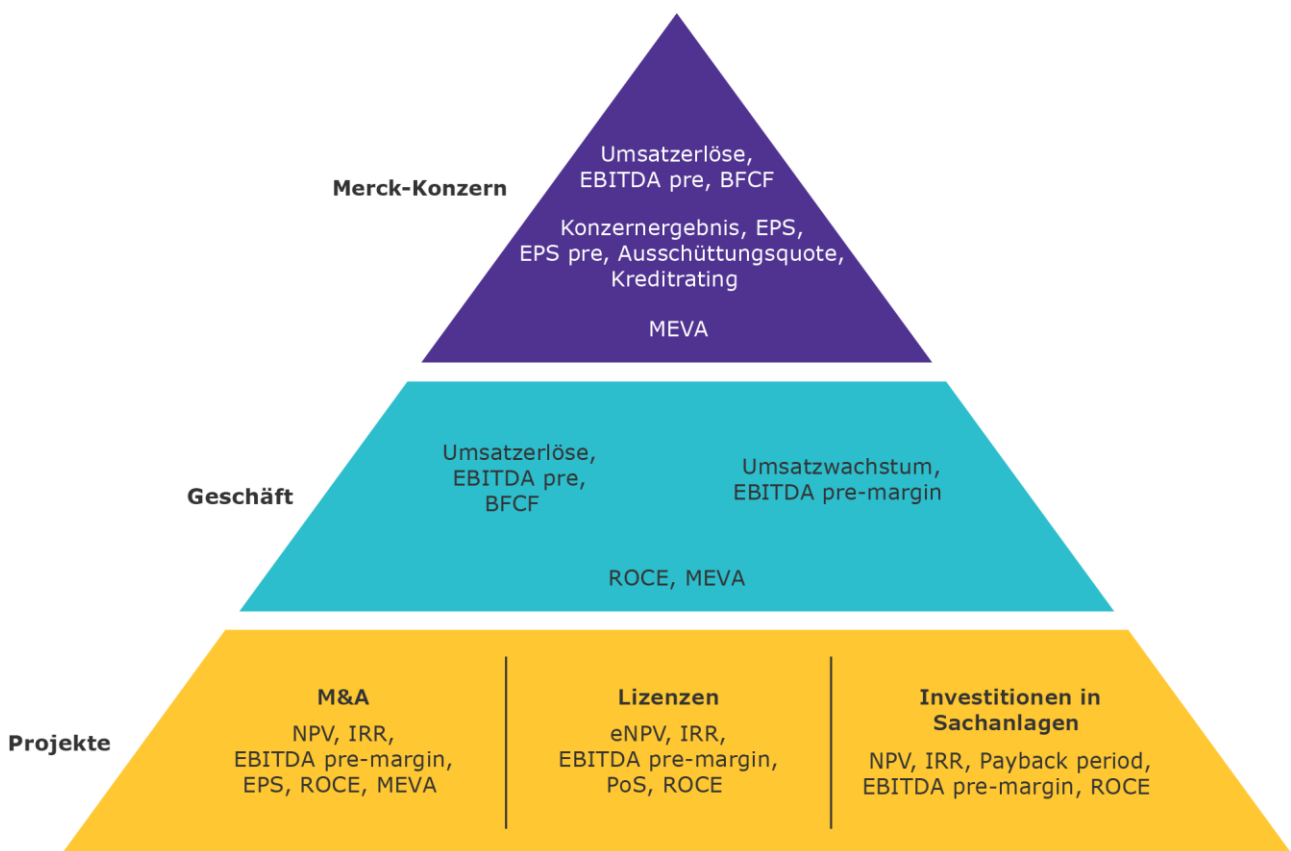 Merck-Konzern
Umsatzerlöse,
EBITDA pre, BFCF
Konzernergebnis, EPS,
EPS pre, Ausschüttungsquote,
Kreditrating
MEVA
Geschäft
Umsatzerlöse,
EBITDA pre,
BFCF
Umsatzwachstum,
EBITDA pre-margin
ROCE, MEVA
Projekte
M&A
NPV, IRR,
EBITDA pre-margin,
EPS, ROCE, MEVA
Lizenzen
eNPV, IRR,
EBITDA pre-margin,
PoS, ROCE
Investitionen in
Sachanlagen
NPV, IRR, Payback period,
EBITDA pre-margin, ROCE